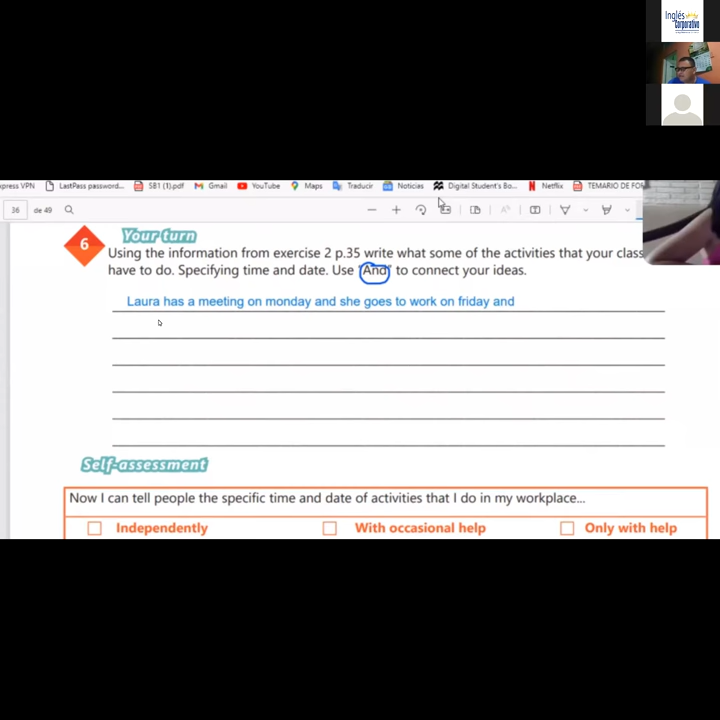 Inglés
Corporativo
xpress VPN LastPass password... SB1 (1).pdf Gmail YouTube Maps Traducir Noticias Digital Student's Bo... Netflix TEMARIO DE FOR
36 de 49
6 Your turn
Using the information from exercise 2 p.35 write what some of the activities that your class
have to do. Specifying time and date. Use "And" to connect your ideas.
Laura has a meeting on monday and she goes to work on friday and
Self-assessment
Now I can tell people the specific time and date of activities that I do in my workplace...
Independently With occasional help Only with help